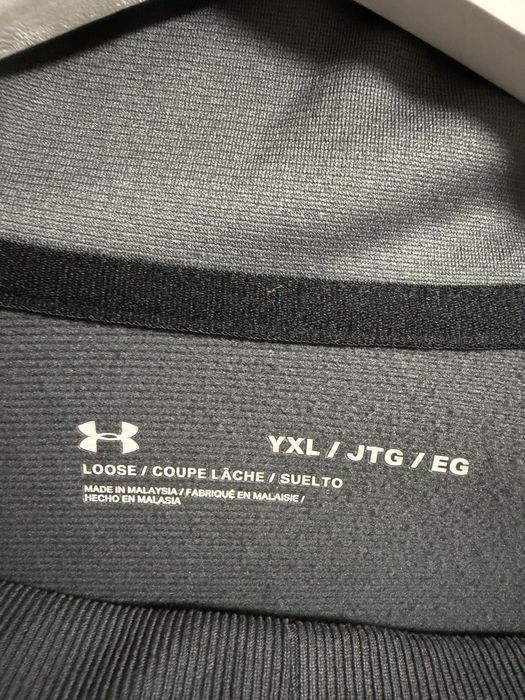 YXL / JTG / EG
LOOSE / COUPE LÂCHE / SUELTO
MADE IN MALAYSIA / FABRIQUÉ EN MALAISIE /
HECHO EN MALASIA